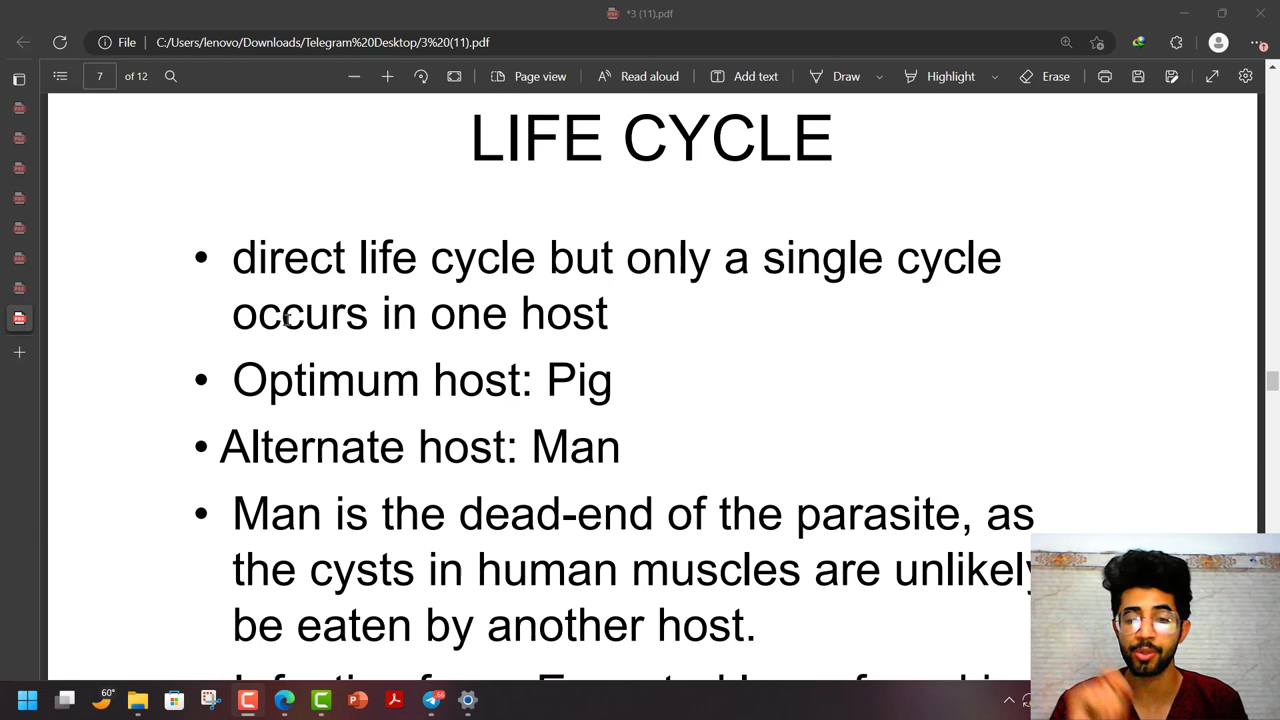 *3 (11).pdf
File
C:/Users/lenovo/Downloads/Telegram%20Desktop/3%20(11).pdf
7 of 12
Page view
Read aloud
Add text
Draw
Highlight
Erase
LIFE CYCLE
• direct life cycle but only a single cycle
occurs in one host
• Optimum host: Pig
• Alternate host: Man
• Man is the dead-end of the parasite, as
the cysts in human muscles are unlikely
be eaten by another host.
60°
66